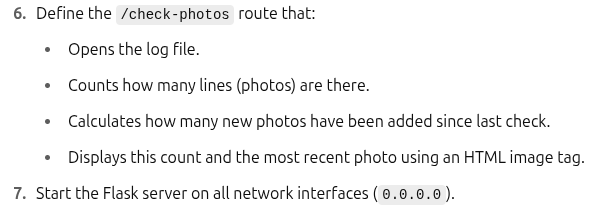 6. Define the /check-photos route that:
• Opens the log file.
• Counts how many lines (photos) are there.
• Calculates how many new photos have been added since last check.
• Displays this count and the most recent photo using an HTML image tag.
7. Start the Flask server on all network interfaces (0.0.0.0).